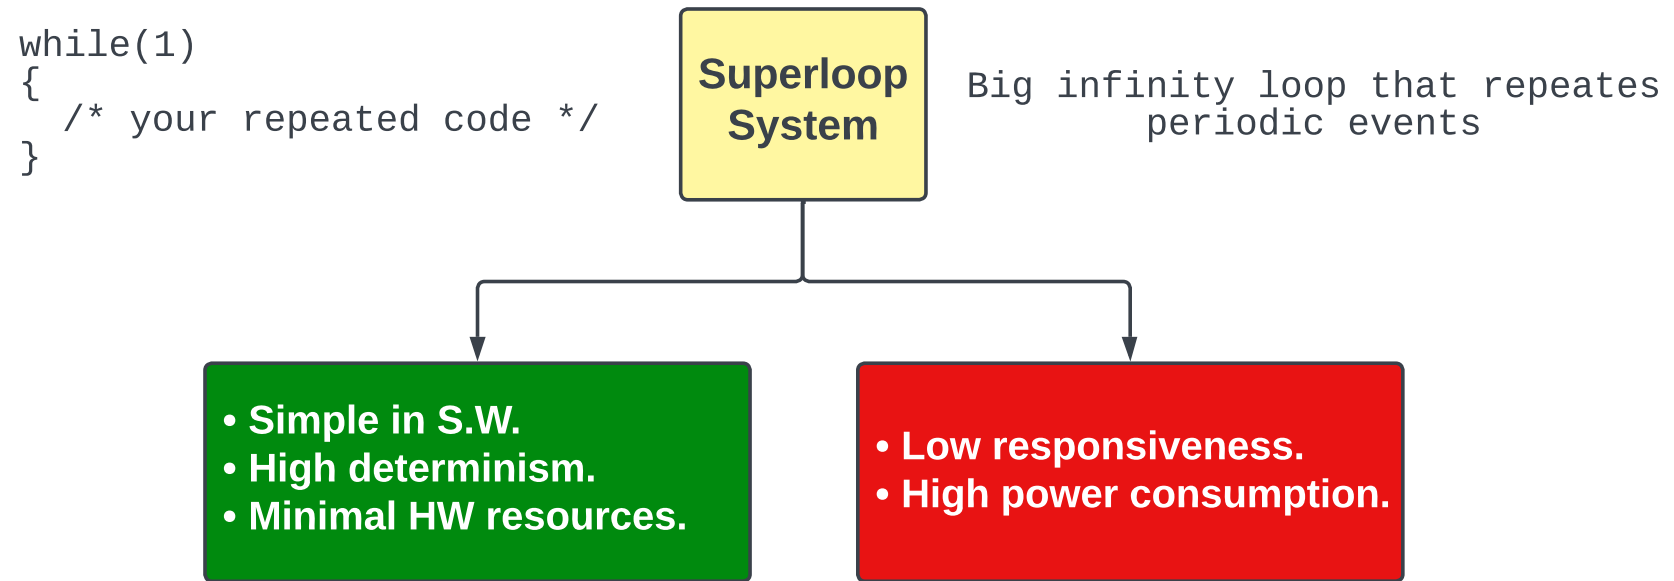 while(1)
{
  /* your repeated code */
}
Superloop
System
Big infinity loop that repeates
periodic events
• Simple in S.W.
• High determinism.
• Minimal HW resources.
• Low responsiveness.
• High power consumption.